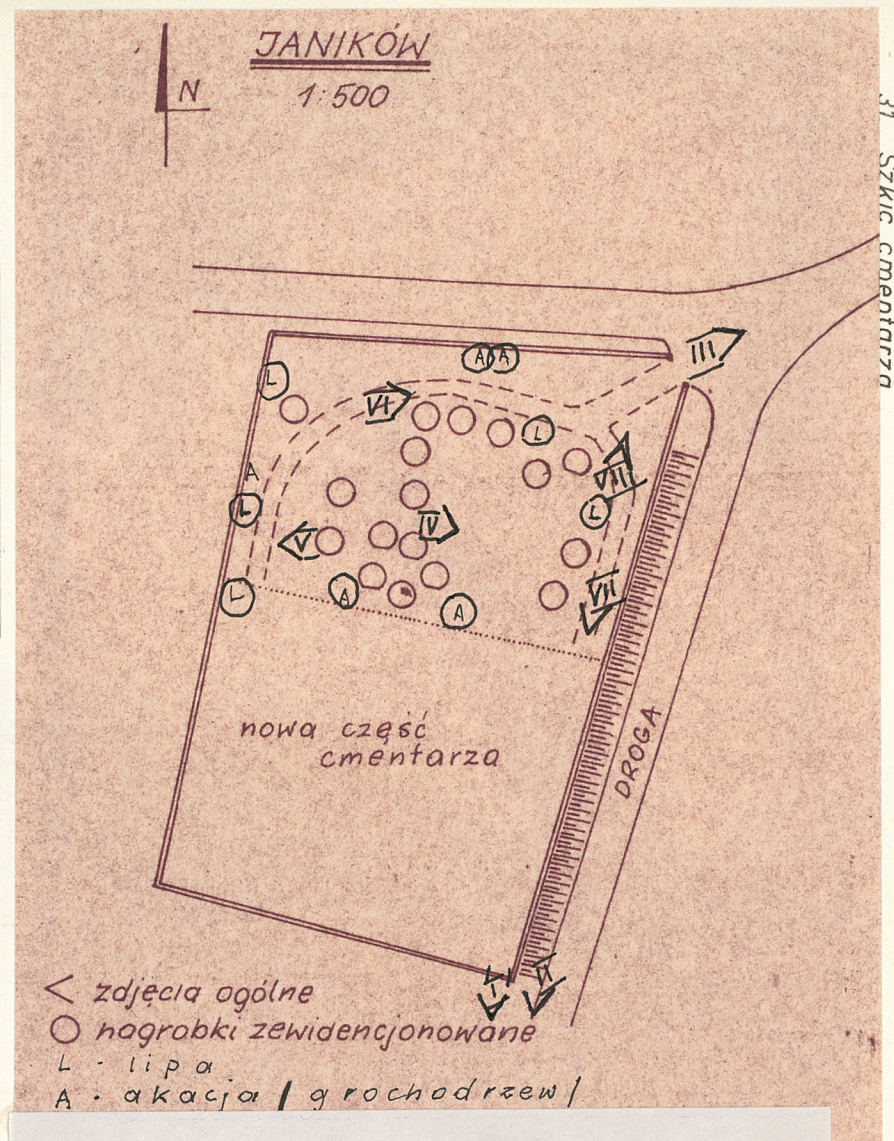 JANIKÓW
N
1:500
31 Szkic cmentarza
III
A A
L
VI
L
A
VIII
L
L
V
IV
L
A
A
VII
nowa część
cmentarza
DROGA
I
II
< zdjęcia ogólne
O nagrobki zewidencjonowane
L - lipa
A - akacja / grochodrzew /